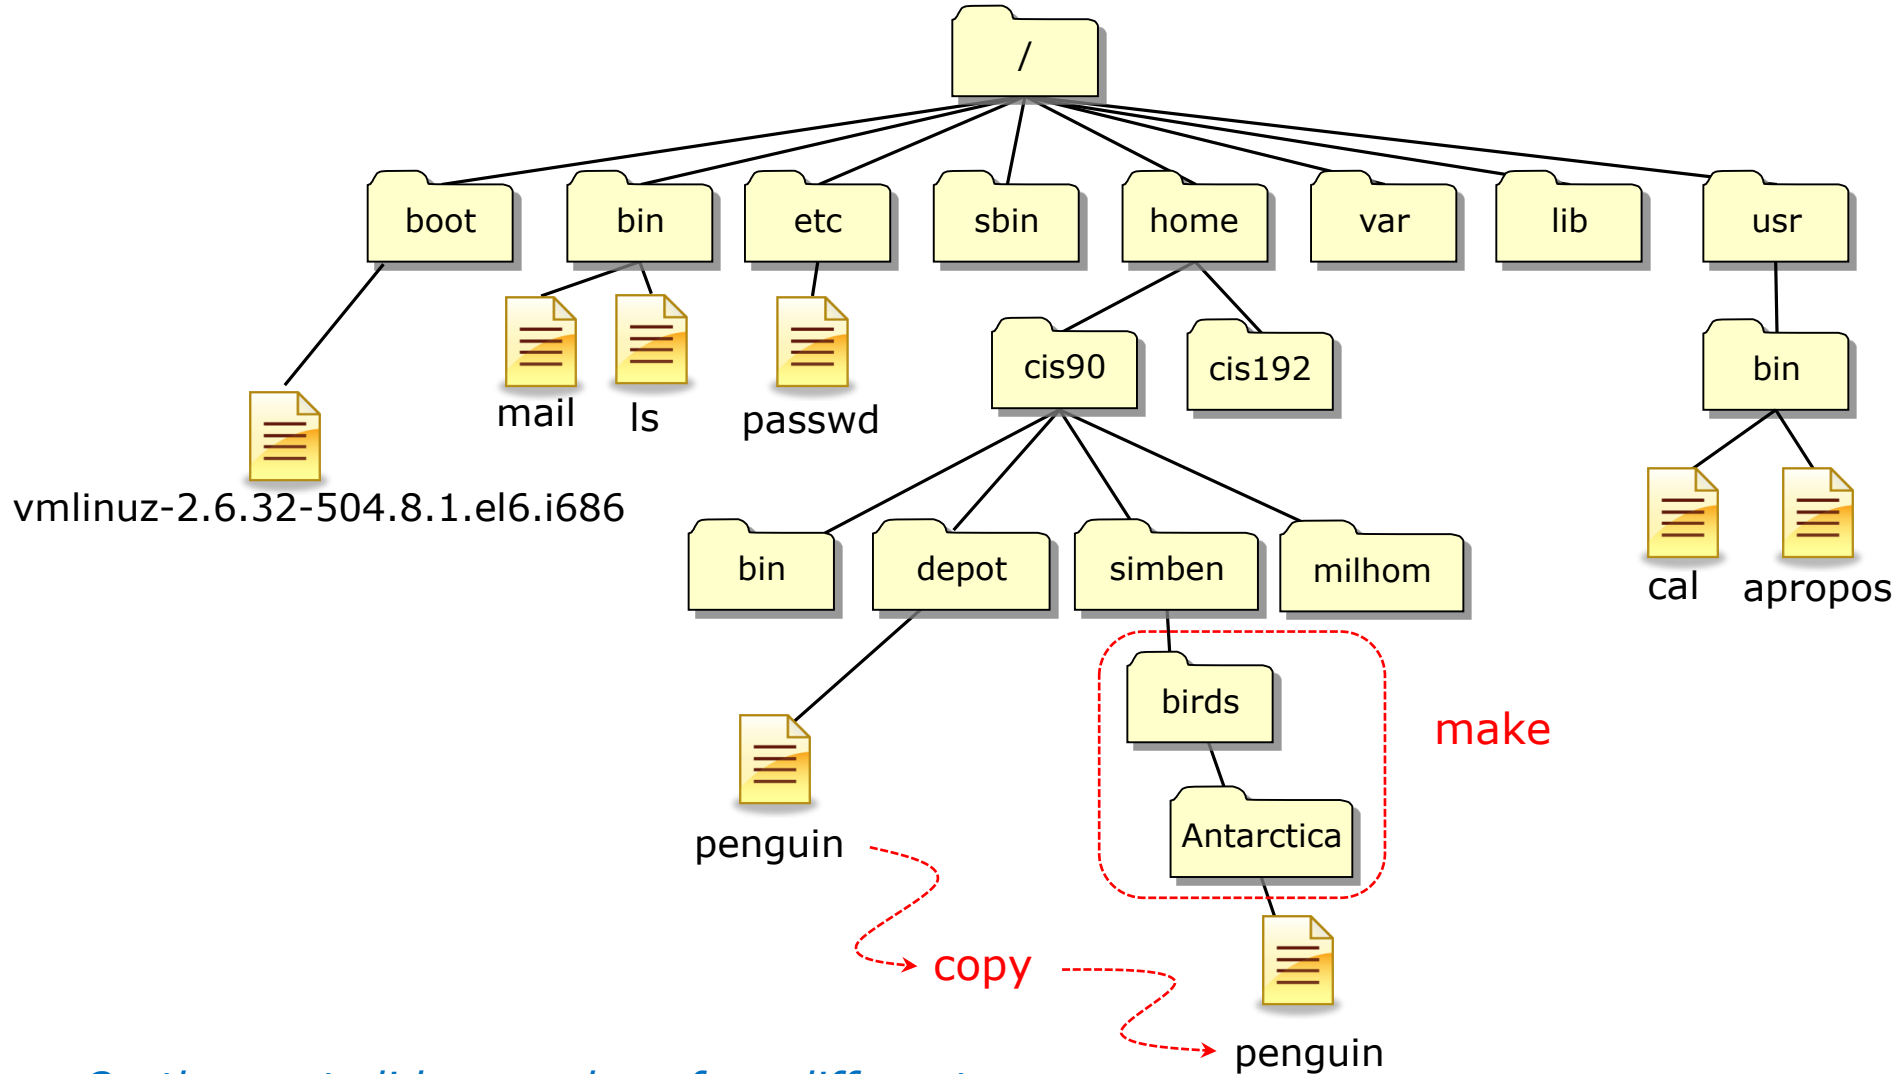 /
boot
bin
etc
sbin
home
var
lib
usr
mail
ls
passwd
cis90
cis192
bin
vmlinuz-2.6.32-504.8.1.el6.i686
bin
depot
simben
milhom
cal
apropos
birds
make
Antarctica
penguin
copy
penguin